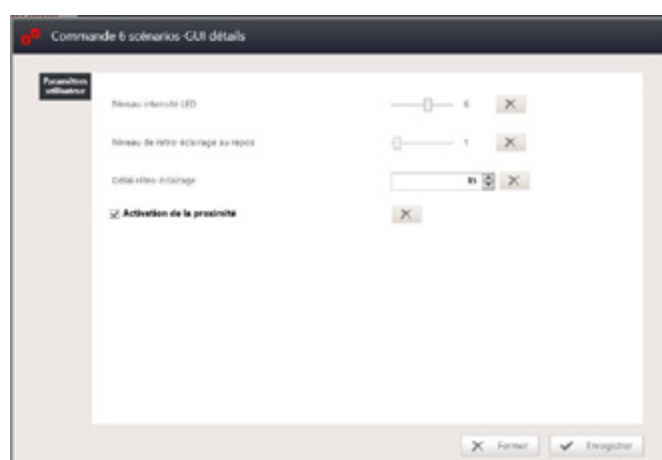 Commande 6 scénarios-GUI détails
Paramètres
utilisateur
Niveau intensité LED 6
Niveau de rétro-éclairage au repos 1
Délai rétro-éclairage
Activation de la proximité
Fermer Enregistrer